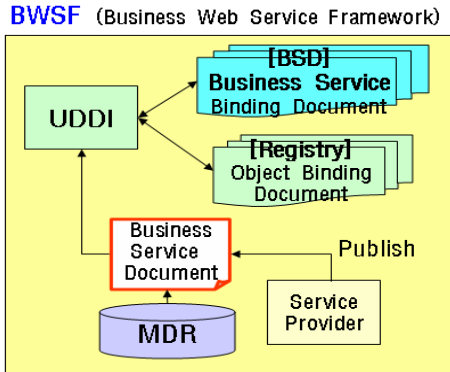 BWSF (Business Web Service Framework)
[BSD]
Business Service
Binding Document
UDDI
[Registry]
Object Binding
Document
Business
Service
Document
Publish
Service
Provider
MDR